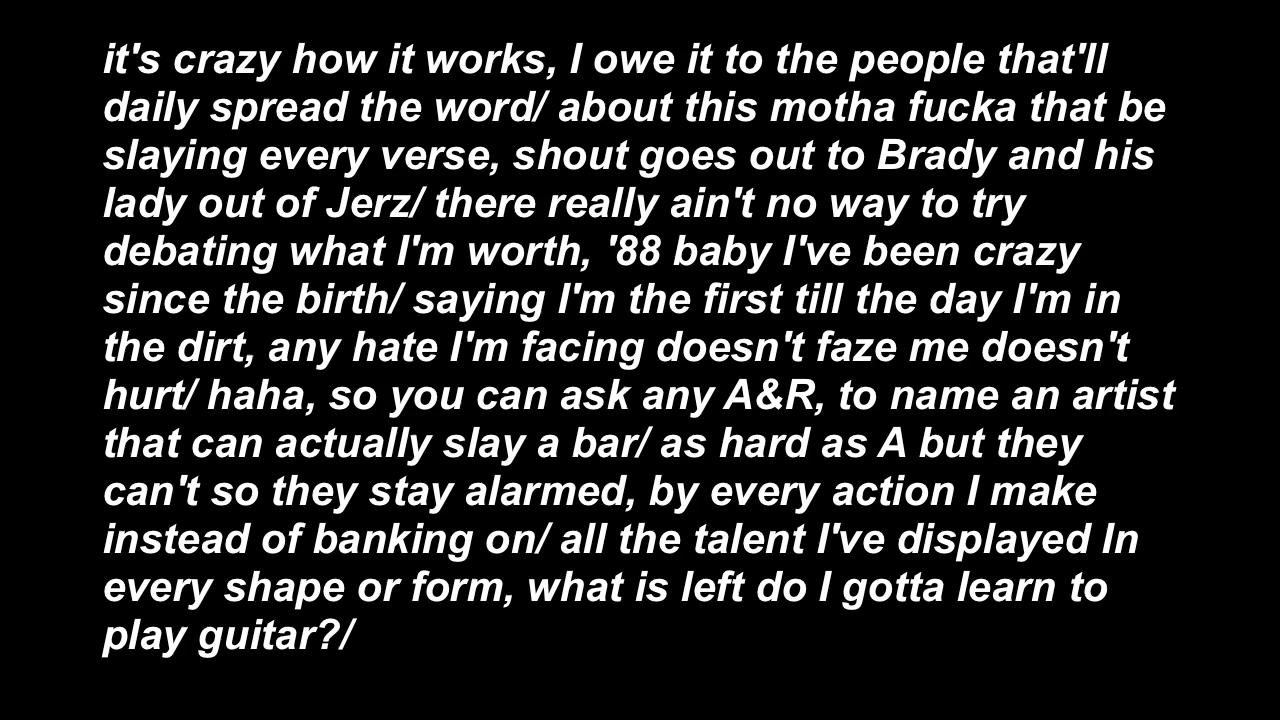 it's crazy how it works, I owe it to the people that'll
daily spread the word/ about this motha fucka that be
slaying every verse, shout goes out to Brady and his
lady out of Jerz/ there really ain't no way to try
debating what I'm worth, '88 baby I've been crazy
since the birth/ saying I'm the first till the day I'm in
the dirt, any hate I'm facing doesn't faze me doesn't
hurt/ haha, so you can ask any A&R, to name an artist
that can actually slay a bar/ as hard as A but they
can't so they stay alarmed, by every action I make
instead of banking on/ all the talent I've displayed In
every shape or form, what is left do I gotta learn to
play guitar?/